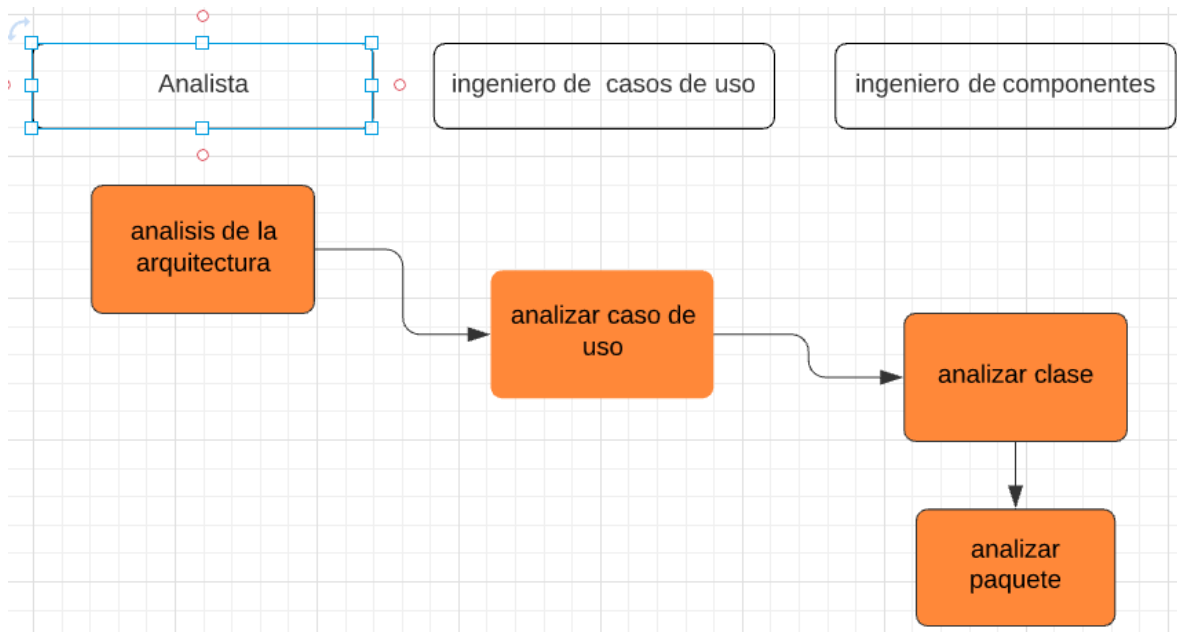 Analista
ingeniero de  casos de uso
ingeniero de componentes
analisis de la
arquitectura
analizar caso de
uso
analizar clase
analizar
paquete